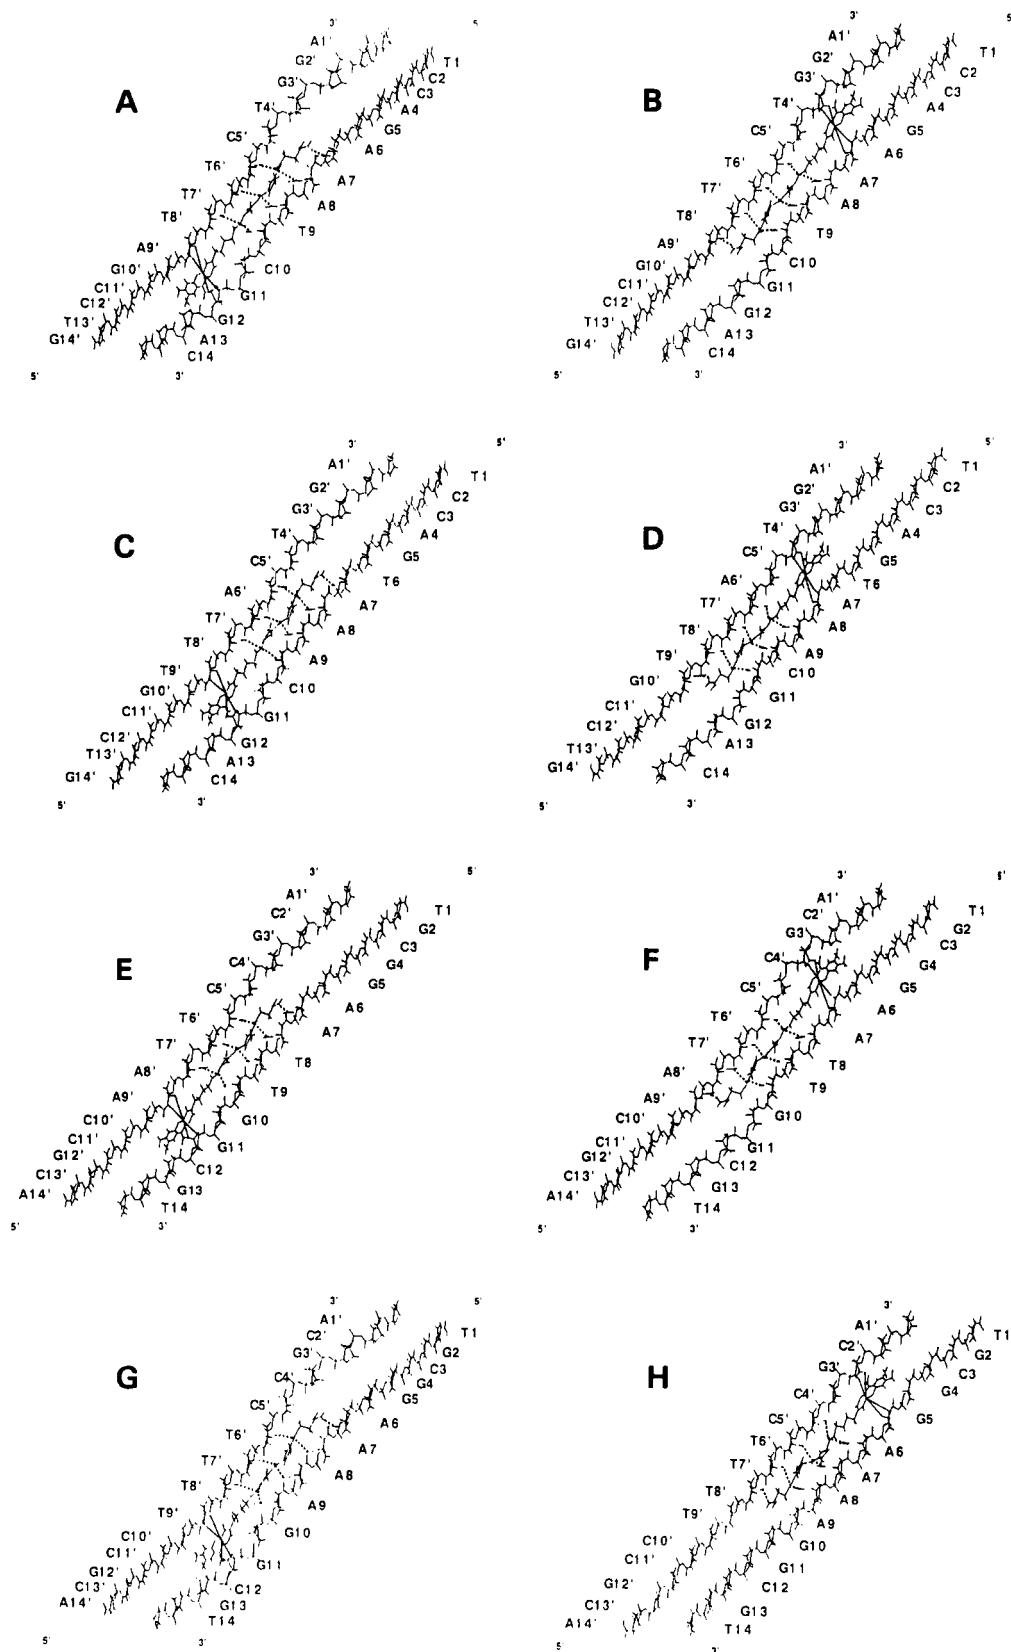 3'
5'
A1'
G2'
G3'
T4'
C5'
T6'
T7'
T8'
A9'
G10'
C11'
C12'
T13'
G14'
5'
A
T1
C2
C3
A4
G5
A6
A7
A8
T9
C10
G11
G12
A13
C14
3'
3'
5'
A1'
G2'
G3'
T4'
C5'
T6'
T7'
T8'
A9'
G10'
C11'
C12'
T13'
G14'
5'
B
T1
C2
C3
A4
G5
A6
A7
A8
T9
C10
G11
G12
A13
C14
3'
3'
5'
A1'
G2'
G3'
T4'
C5'
A6'
T7'
T8'
T9'
G10'
C11'
C12'
T13'
G14'
5'
C
T1
C2
C3
A4
G5
T6
A7
A8
A9
C10
G11
G12
A13
C14
3'
3'
5'
A1'
G2'
G3'
T4'
C5'
A6'
T7'
T8'
T9'
G10'
C11'
C12'
T13'
G14'
5'
D
T1
C2
C3
A4
G5
T6
A7
A8
A9
C10
G11
G12
A13
C14
3'
3'
5'
A1'
C2'
G3'
C4'
C5'
T6'
T7'
A8'
A9'
C10'
C11'
G12'
C13'
A14'
5'
E
T1
G2
C3
G4
G5
A6
A7
T8
T9
G10
G11
C12
G13
T14
3'
3'
5'
A1'
C2'
G3
C4'
C5'
T6'
T7'
A8'
A9'
C10'
C11'
G12'
C13'
A14'
5'
F
T1
G2
C3
G4
G5
A6
A7
T8
T9
G10
G11
C12
G13
T14
3'
3'
5'
A1'
C2'
G3'
C4'
C5'
T6'
T7'
T8'
T9'
C10'
C11'
G12'
C13'
A14'
5'
G
T1
G2
C3
G4
G5
A6
A7
A8
A9
G10
G11
C12
G13
T14
3'
3'
5'
A1'
C2'
G3'
C4'
C5'
T6'
T7'
T8'
T9'
C10'
C11'
G12'
C13'
A14'
5'
H
T1
G2
C3
G4
G5
A6
A7
A8
A9
G10
G11
C12
G13
T14
3'